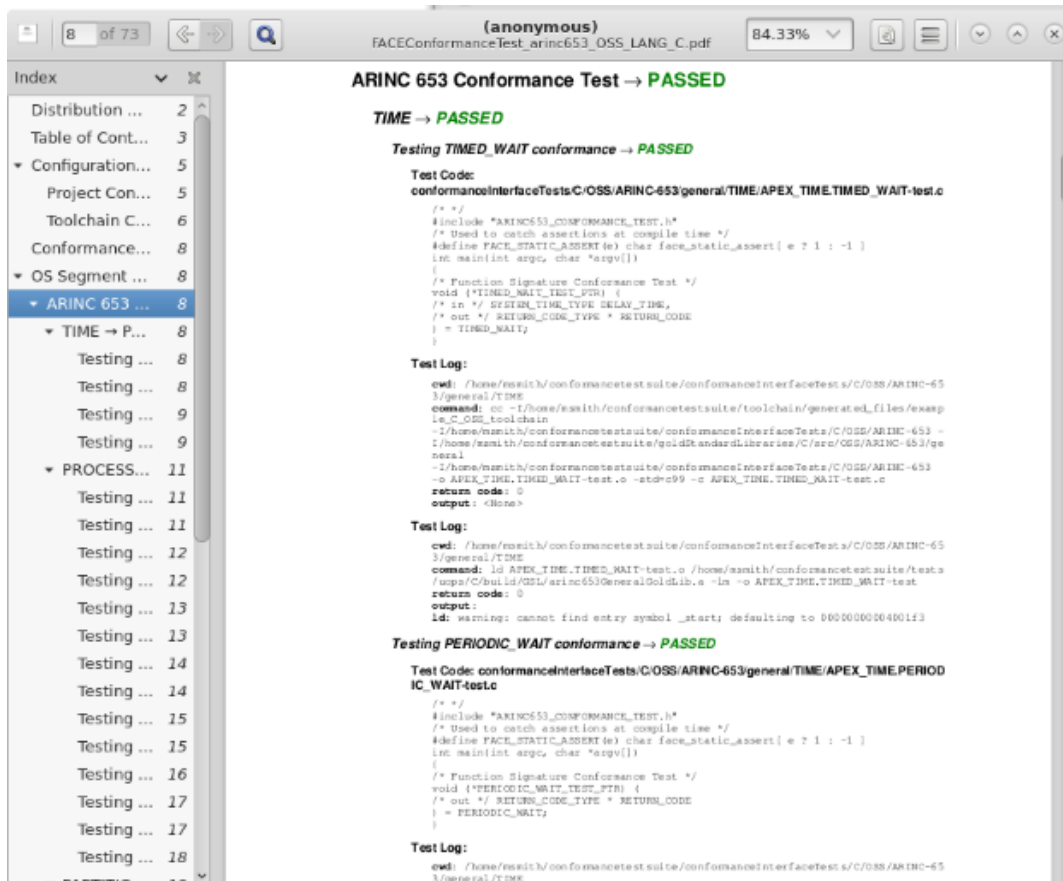 8 of 73
(anonymous)
FACEConformanceTest_arinc653_OSS_LANG_C.pdf
84.33%
Index
Distribution ... 2
Table of Cont... 3
Configuration... 5
Project Con... 5
Toolchain C... 6
Conformance... 8
OS Segment ... 8
ARINC 653 ... 8
TIME → P... 8
Testing ... 8
Testing ... 8
Testing ... 9
Testing ... 9
PROCESS... 11
Testing ... 11
Testing ... 11
Testing ... 12
Testing ... 12
Testing ... 13
Testing ... 13
Testing ... 14
Testing ... 14
Testing ... 15
Testing ... 15
Testing ... 16
Testing ... 17
Testing ... 17
Testing ... 18
ARINC 653 Conformance Test → PASSED
TIME → PASSED
Testing TIMED_WAIT conformance → PASSED
Test Code:
conformanceInterfaceTests/C/OSS/ARINC-653/general/TIME/APEX_TIME.TIMED_WAIT-test.c
/* */
#include "ARINC653_CONFORMANCE_TEST.h"
/* Used to catch assertions at compile time */
#define FACE_STATIC_ASSERT(e) char face_static_assert[ e ? 1 : -1 ]
int main(int argc, char *argv[])
{
/* Function Signature Conformance Test */
void (*TIMED_WAIT_TEST_PTR) (
/* in */ SYSTEM_TIME_TYPE DELAY_TIME,
/* out */ RETURN_CODE_TYPE * RETURN_CODE
) = TIMED_WAIT;
}
Test Log:
cwd: /home/msmith/conformancetestsuite/conformanceInterfaceTests/C/OSS/ARINC-65
3/general/TIME
command: cc -I/home/msmith/conformancetestsuite/toolchain/generated_files/examp
le_C_OSS_toolchain
-I/home/msmith/conformancetestsuite/conformanceInterfaceTests/C/OSS/ARINC-653 -
I/home/msmith/conformancetestsuite/goldStandardLibraries/C/src/OSS/ARINC-653/ge
neral
-I/home/msmith/conformancetestsuite/conformanceInterfaceTests/C/OSS/ARINC-653
-o APEX_TIME.TIMED_WAIT-test.o -std=c99 -c APEX_TIME.TIMED_WAIT-test.c
return code: 0
output: <None>
Test Log:
cwd: /home/msmith/conformancetestsuite/conformanceInterfaceTests/C/OSS/ARINC-65
3/general/TIME
command: ld APEX_TIME.TIMED_WAIT-test.o /home/msmith/conformancetestsuite/tests
/uops/C/build/GSL/arinc653GeneralGoldLib.a -lm -o APEX_TIME.TIMED_WAIT-test
return code: 0
output:
ld: warning: cannot find entry symbol _start; defaulting to 00000000004001f3
Testing PERIODIC_WAIT conformance → PASSED
Test Code: conformanceInterfaceTests/C/OSS/ARINC-653/general/TIME/APEX_TIME.PERIOD
IC_WAIT-test.c
/* */
#include "ARINC653_CONFORMANCE_TEST.h"
/* Used to catch assertions at compile time */
#define FACE_STATIC_ASSERT(e) char face_static_assert[ e ? 1 : -1 ]
int main(int argc, char *argv[])
{
/* Function Signature Conformance Test */
void (*PERIODIC_WAIT_TEST_PTR) (
/* out */ RETURN_CODE_TYPE * RETURN_CODE
) = PERIODIC_WAIT;
}
Test Log:
cwd: /home/msmith/conformancetestsuite/conformanceInterfaceTests/C/OSS/ARINC-65
3/general/TIME